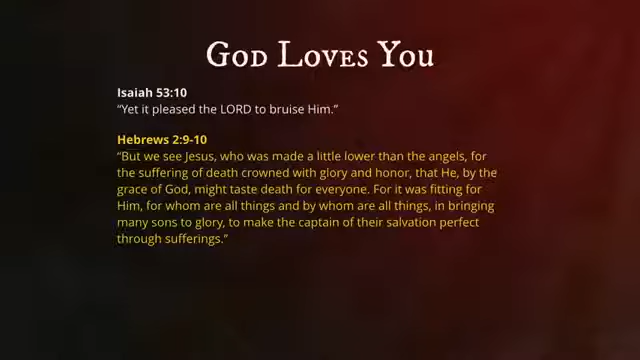 God Loves You
Isaiah 53:10
“Yet it pleased the LORD to bruise Him.”
Hebrews 2:9-10
“But we see Jesus, who was made a little lower than the angels, for
the suffering of death crowned with glory and honor, that He, by the
grace of God, might taste death for everyone. For it was fitting for
Him, for whom are all things and by whom are all things, in bringing
many sons to glory, to make the captain of their salvation perfect
through sufferings.”